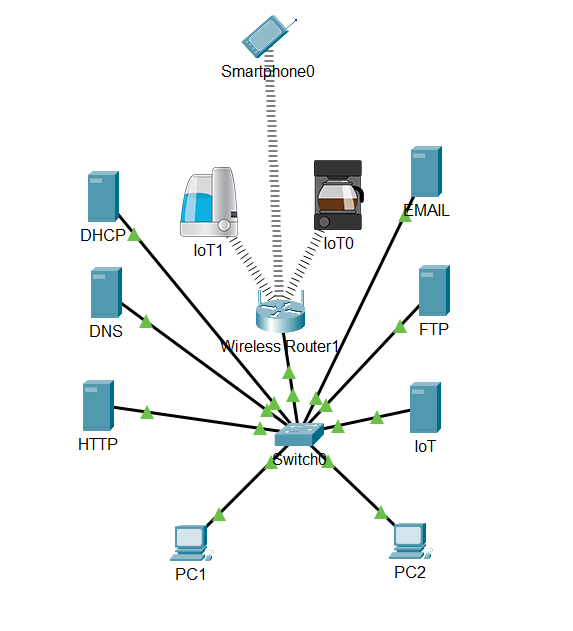 Smartphone0
EMAIL
DHCP
IoT1
IoT0
DNS
FTP
Wireless Router1
HTTP
IoT
Switch0
PC1
PC2